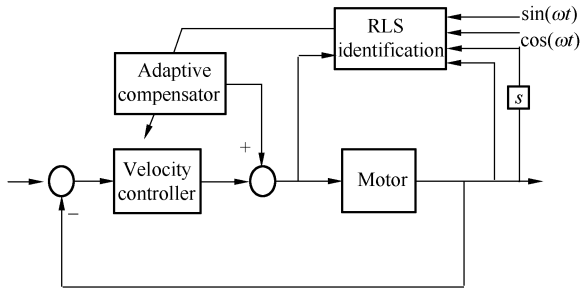 RLS
identification
sin(ωt)
cos(ωt)
Adaptive
compensator
s
+
Velocity
controller
Motor
−